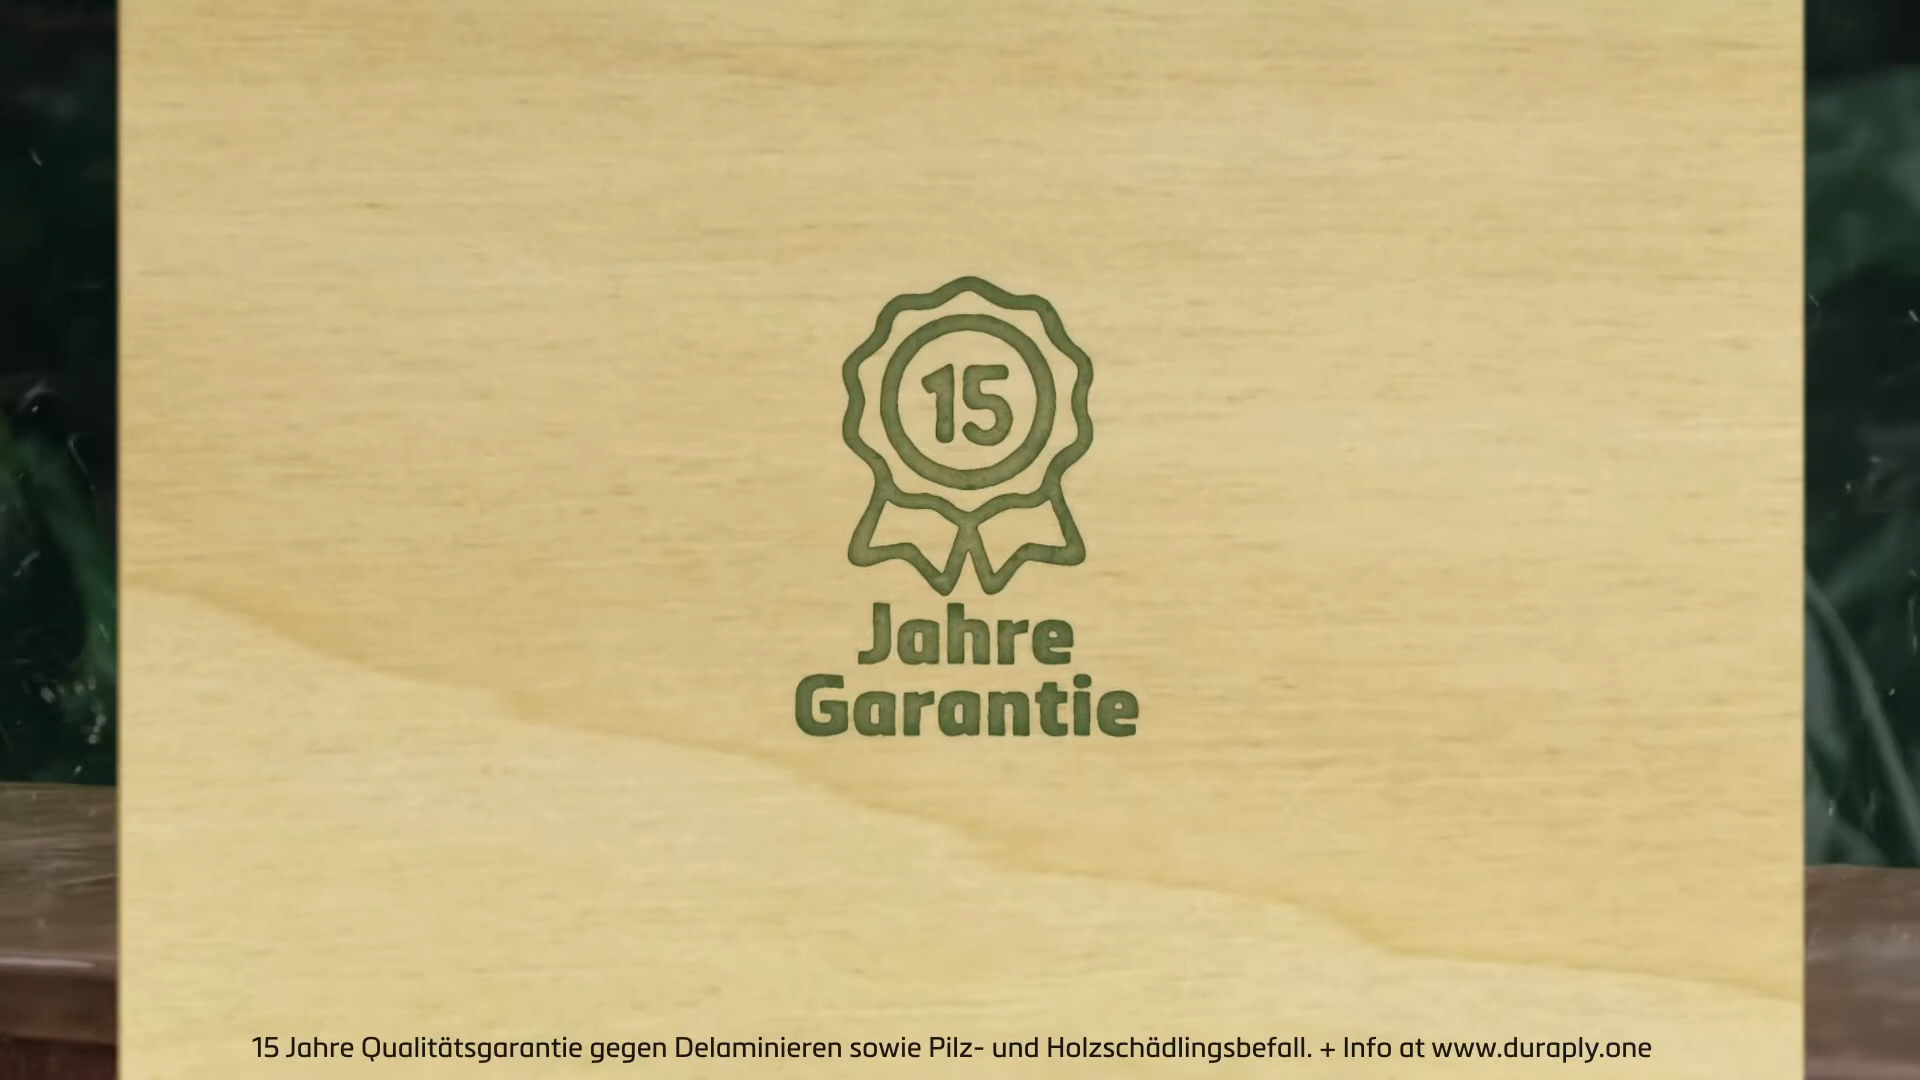 15
Jahre
Garantie
15 Jahre Qualitätsgarantie gegen Delaminieren sowie Pilz- und Holzschädlingsbefall. + Info at www.duraply.one